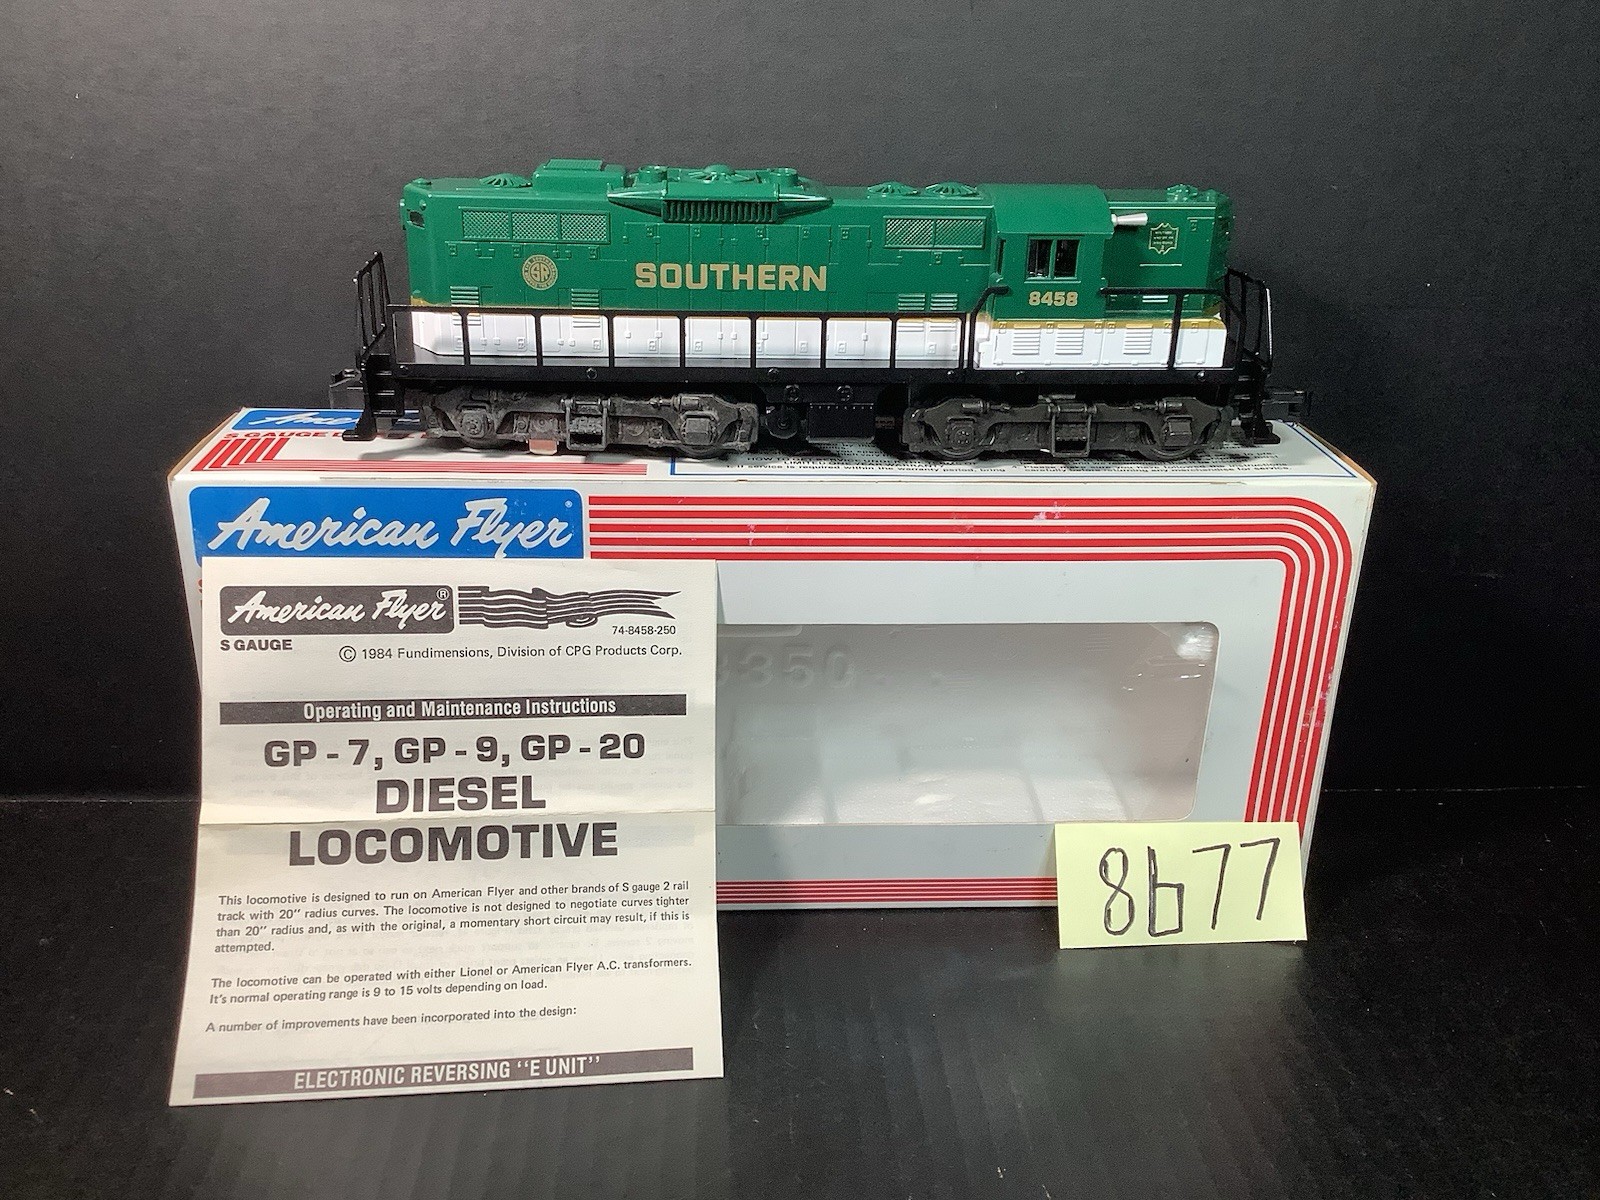 SR
SOUTHERN
8458
American Flyer
S GAUGE
American Flyer®
American Flyer®
74-8458-250
S GAUGE
© 1984 Fundimensions, Division of CPG Products Corp.
Operating and Maintenance Instructions
GP - 7, GP - 9, GP - 20
DIESEL
LOCOMOTIVE
This locomotive is designed to run on American Flyer and other brands of S gauge 2 rail
track with 20" radius curves. The locomotive is not designed to negotiate curves tighter
than 20" radius and, as with the original, a momentary short circuit may result, if this is
attempted.
The locomotive can be operated with either Lionel or American Flyer A.C. transformers.
It's normal operating range is 9 to 15 volts depending on load.
A number of improvements have been incorporated into the design:
ELECTRONIC REVERSING "E UNIT"
350
8677